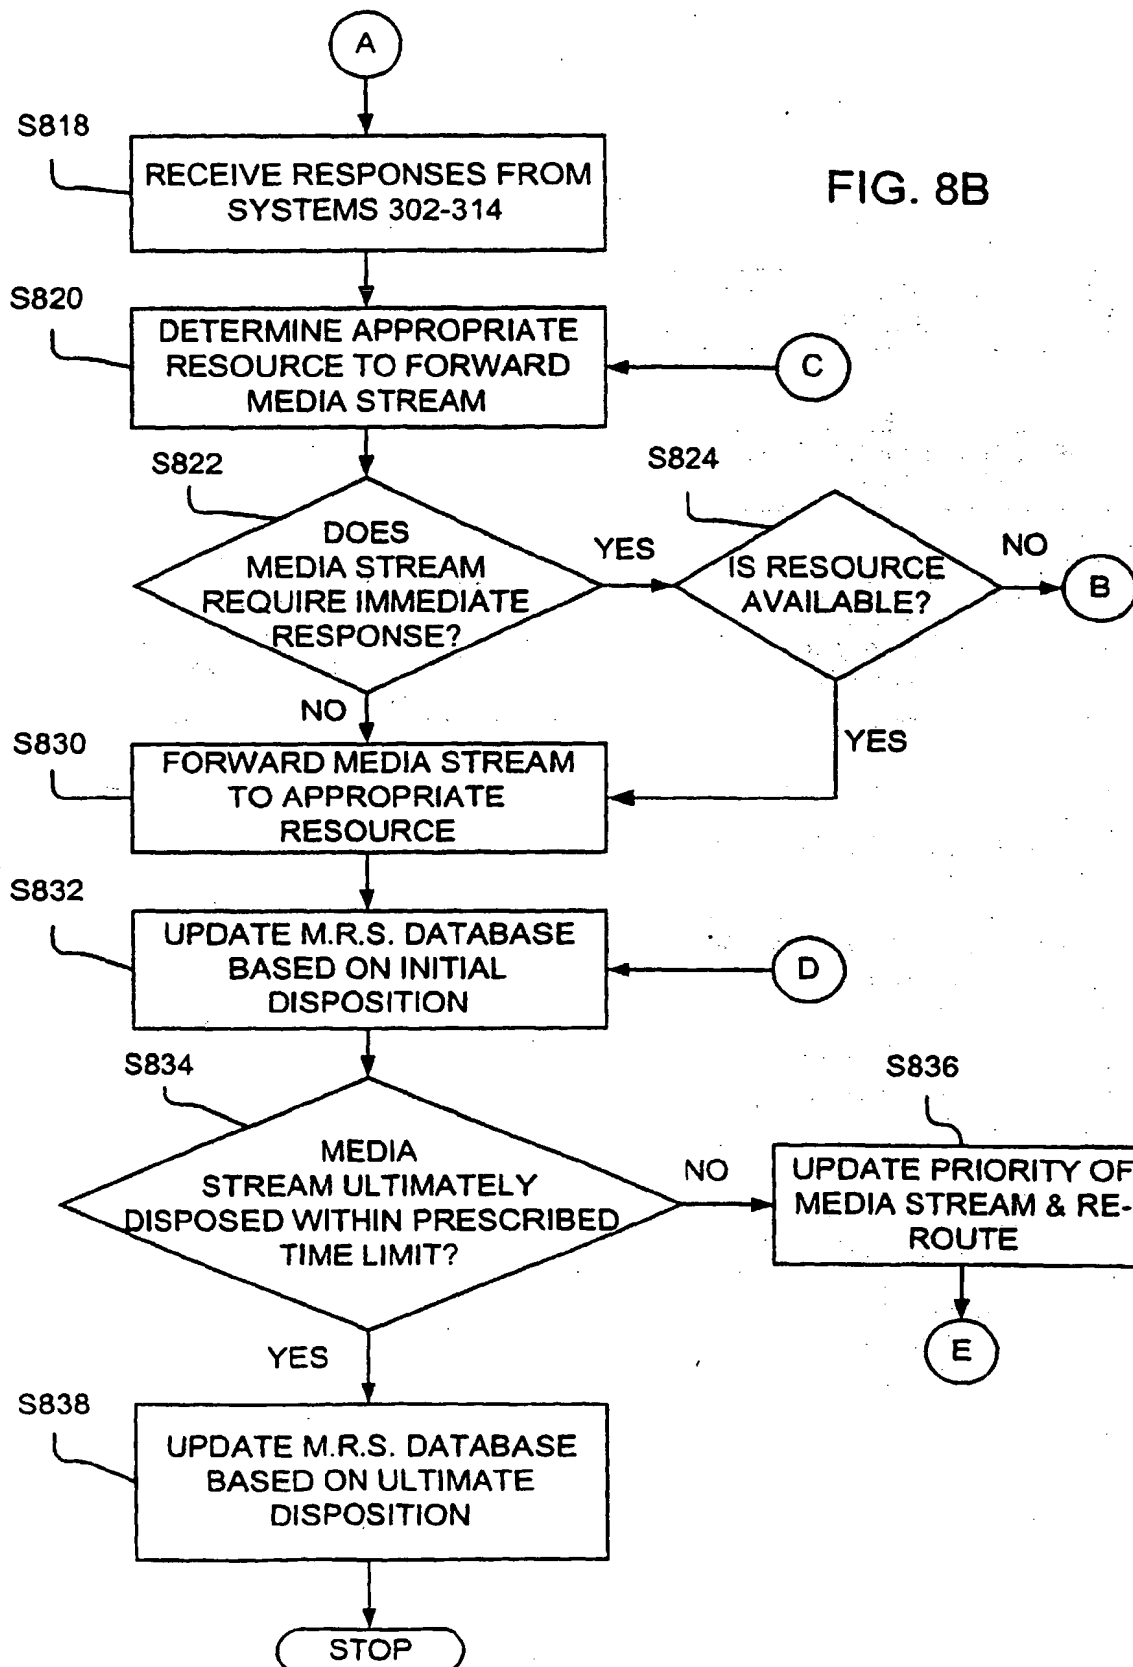 A
S818
RECEIVE RESPONSES FROM
SYSTEMS 302-314
FIG. 8B
S820
DETERMINE APPROPRIATE
RESOURCE TO FORWARD
MEDIA STREAM
C
S822
DOES
MEDIA STREAM
REQUIRE IMMEDIATE
RESPONSE?
YES
S824
IS RESOURCE
AVAILABLE?
NO
B
NO
YES
S830
FORWARD MEDIA STREAM
TO APPROPRIATE
RESOURCE
S832
UPDATE M.R.S. DATABASE
BASED ON INITIAL
DISPOSITION
D
S834
MEDIA
STREAM ULTIMATELY
DISPOSED WITHIN PRESCRIBED
TIME LIMIT?
NO
S836
UPDATE PRIORITY OF
MEDIA STREAM & RE-
ROUTE
E
YES
S838
UPDATE M.R.S. DATABASE
BASED ON ULTIMATE
DISPOSITION
STOP